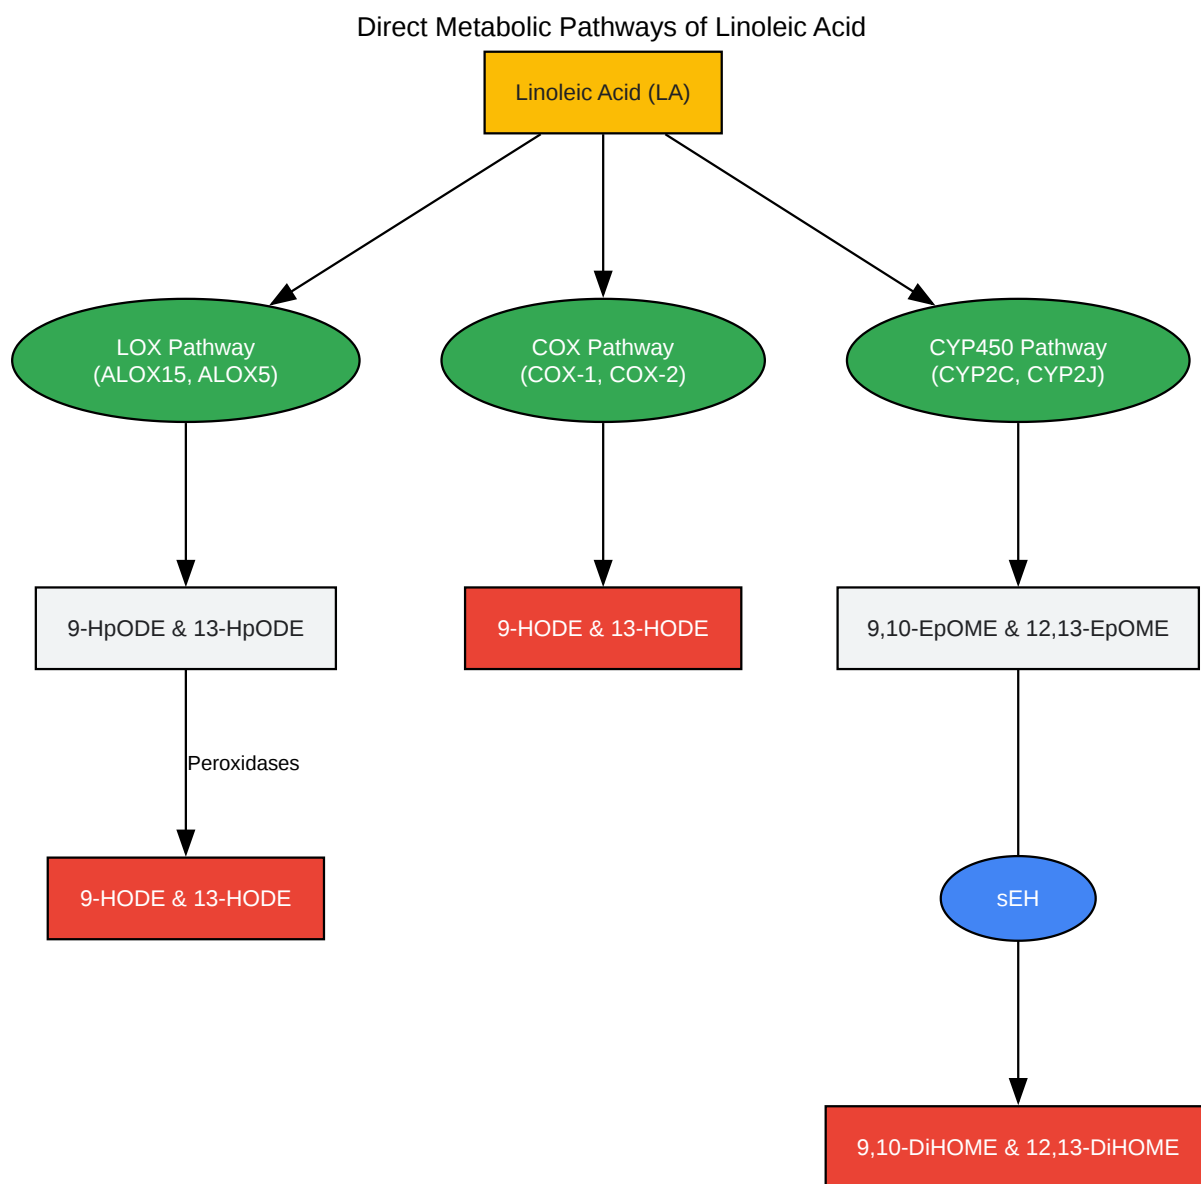 Direct Metabolic Pathways of Linoleic Acid
Linoleic Acid (LA)
LOX Pathway
(ALOX15, ALOX5)
COX Pathway
(COX-1, COX-2)
CYP450 Pathway
(CYP2C, CYP2J)
9-HpODE & 13-HpODE
9-HODE & 13-HODE
9,10-EpOME & 12,13-EpOME
Peroxidases
9-HODE & 13-HODE
sEH
9,10-DiHOME & 12,13-DiHOME